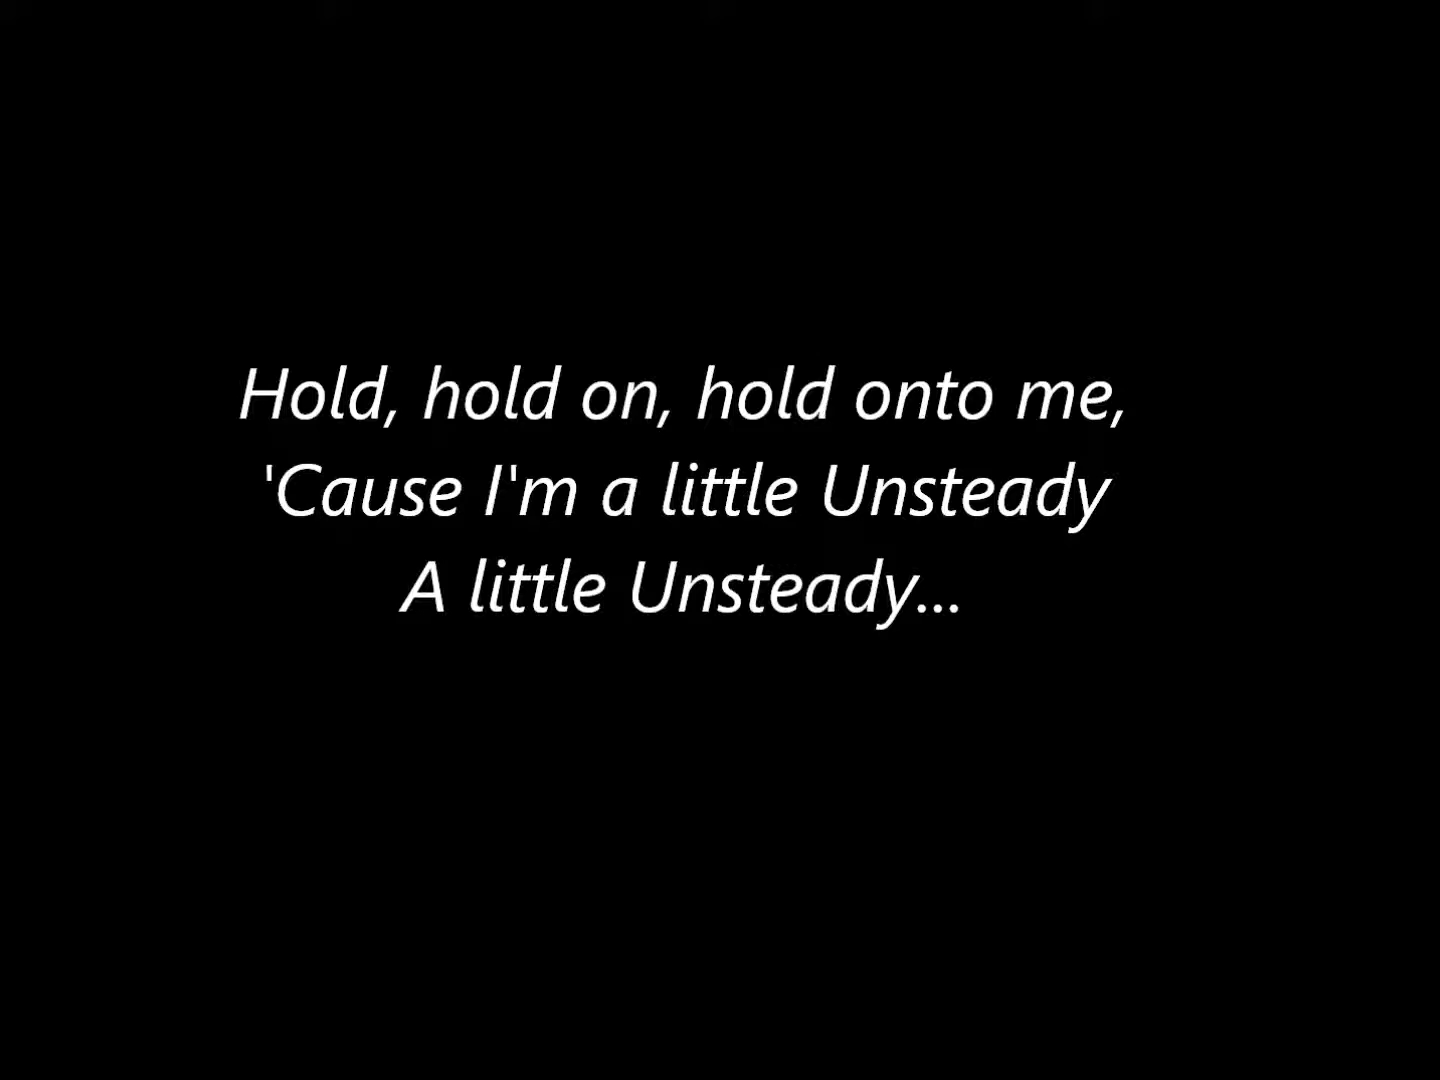 Hold, hold on, hold onto me,
'Cause I'm a little Unsteady
A little Unsteady...